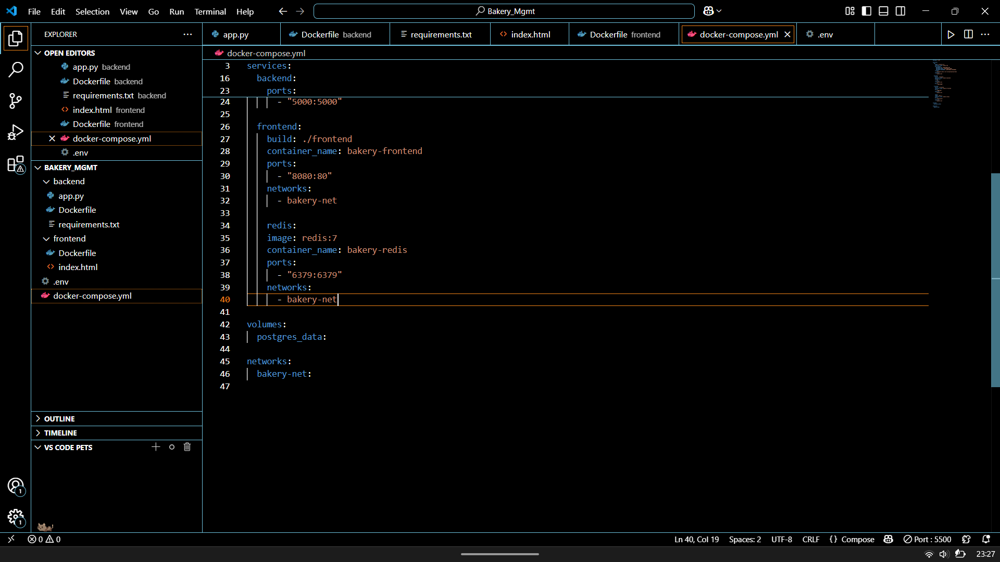 File Edit Selection View Go Run Terminal Help
Bakery_Mgmt
EXPLORER
OPEN EDITORS
app.py backend
Dockerfile backend
requirements.txt backend
index.html frontend
Dockerfile frontend
docker-compose.yml
.env
BAKERY_MGMT
backend
app.py
Dockerfile
requirements.txt
frontend
Dockerfile
index.html
.env
docker-compose.yml
OUTLINE
TIMELINE
VS CODE PETS
1
1
app.py Dockerfile backend requirements.txt index.html Dockerfile frontend docker-compose.yml .env
docker-compose.yml
3 services:
16 backend:
23 ports:
24 - "5000:5000"
25
26 frontend:
27 build: ./frontend
28 container_name: bakery-frontend
29 ports:
30 - "8080:80"
31 networks:
32 - bakery-net
33
34 redis:
35 image: redis:7
36 container_name: bakery-redis
37 ports:
38 - "6379:6379"
39 networks:
40 - bakery-net
41
42 volumes:
43 postgres_data:
44
45 networks:
46 bakery-net:
47
0 0 Ln 40, Col 19 Spaces: 2 UTF-8 CRLF {} Compose Port : 5500
23:27